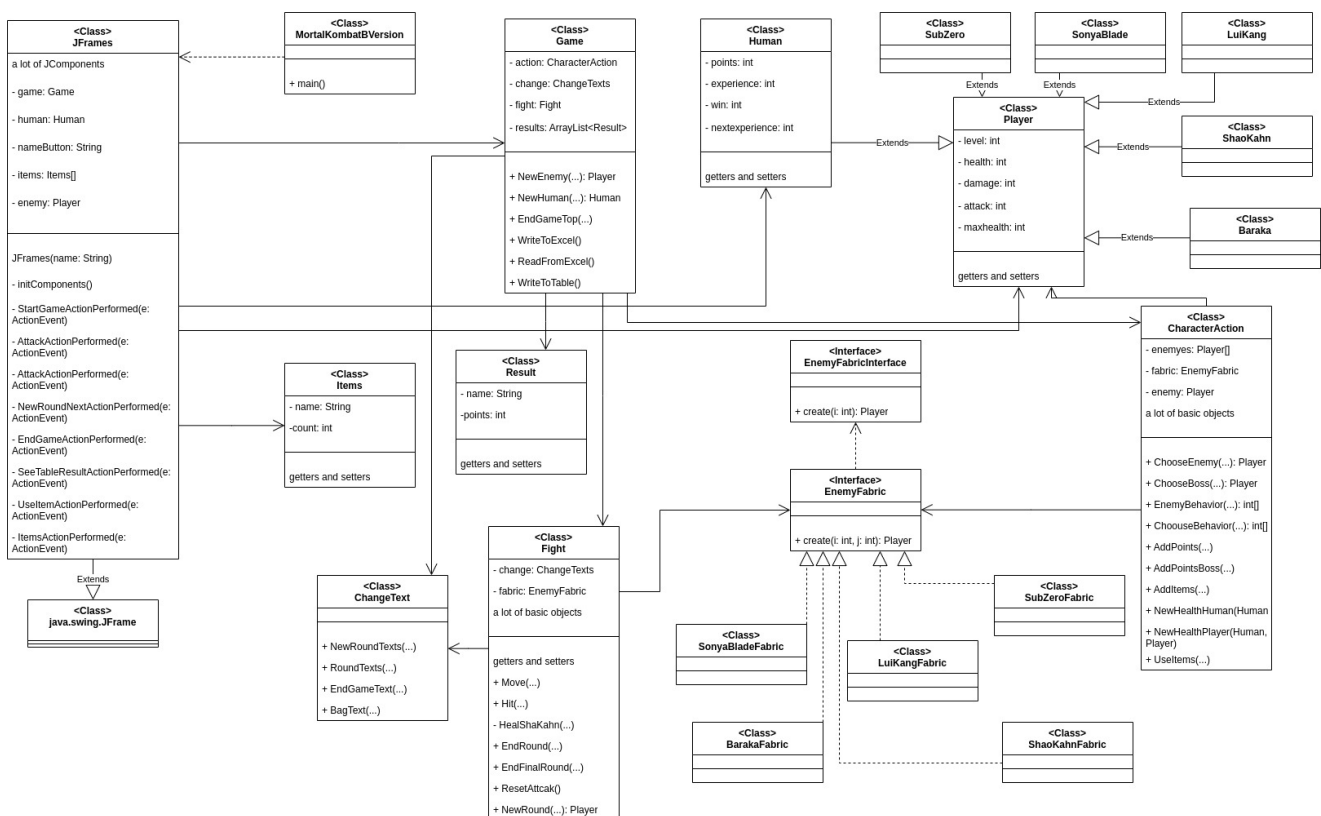 <Class>
JFrames
a lot of JComponents
- game: Game
- human: Human
- nameButton: String
- items: Items[]
- enemy: Player
JFrames(name: String)
- initComponents()
- StartGameActionPerformed(e:
ActionEvent)
- AttackActionPerformed(e:
ActionEvent)
- AttackActionPerformed(e:
ActionEvent)
- NewRoundNextActionPerformed(e:
ActionEvent)
- EndGameActionPerformed(e:
ActionEvent)
- SeeTableResultActionPerformed(e:
ActionEvent)
- UseItemActionPerformed(e:
ActionEvent)
- ItemsActionPerformed(e:
ActionEvent)
Extends
<Class>
java.swing.JFrame
<Class>
MortalKombatBVersion
+ main()
<Class>
Items
- name: String
-count: int
getters and setters
<Class>
ChangeText
+ NewRoundTexts(...)
+ RoundTexts(...)
+ EndGameText(...)
+ BagText(...)
<Class>
Game
- action: CharacterAction
- change: ChangeTexts
- fight: Fight
- results: ArrayList<Result>
+ NewEnemy(...): Player
+ NewHuman(...): Human
+ EndGameTop(...)
+ WriteToExcel()
+ ReadFromExcel()
+ WriteToTable()
<Class>
Result
- name: String
-points: int
getters and setters
<Class>
Fight
- change: ChangeTexts
- fabric: EnemyFabric
a lot of basic objects
getters and setters
+ Move(...)
+ Hit(...)
- HealShaKahn(...)
+ EndRound(...)
+ EndFinalRound(...)
+ ResetAttcak()
+ NewRound(...): Player
<Class>
Human
- points: int
- experience: int
- win: int
- nextexperience: int
getters and setters
Extends
<Class>
SubZero
Extends
<Class>
SonyaBlade
Extends
<Class>
LuiKang
Extends
<Class>
Player
- level: int
- health: int
- damage: int
- attack: int
- maxhealth: int
getters and setters
<Class>
ShaoKahn
Extends
<Class>
Baraka
Extends
<Interface>
EnemyFabricInterface
+ create(i: int): Player
<Interface>
EnemyFabric
+ create(i: int, j: int): Player
<Class>
CharacterAction
- enemyes: Player[]
- fabric: EnemyFabric
- enemy: Player
a lot of basic objects
+ ChooseEnemy(...): Player
+ ChooseBoss(...): Player
+ EnemyBehavior(...): int[]
+ ChoouseBehavior(...): int[]
+ AddPoints(...)
+ AddPointsBoss(...)
+ AddItems(...)
+ NewHealthHuman(Human
+ NewHealthPlayer(Human,
Player)
+ UseItems(...)
<Class>
SubZeroFabric
<Class>
SonyaBladeFabric
<Class>
LuiKangFabric
<Class>
BarakaFabric
<Class>
ShaoKahnFabric